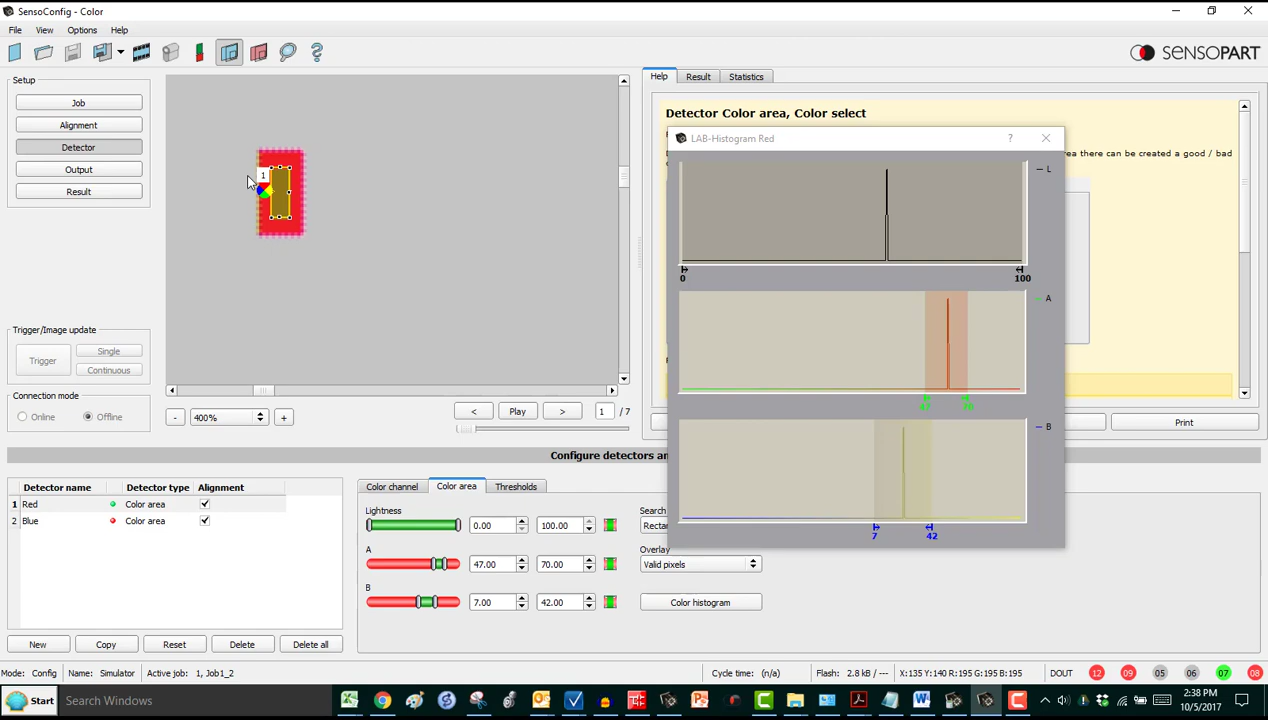 SensoConfig - Color
File View Options Help
SENSOPART
Setup
Job
Alignment
Detector
Output
Result
1
Trigger/Image update
Trigger
Single
Continuous
Connection mode
Online
Offline
- 400% +
< Play > 1 / 7
Help Result Statistics
Detector Color area, Color select
ea there can be created a good / bad
Print
LAB-Histogram Red
?
L
0 100
A
47 70
B
7 42
Configure detectors an
Detector name Detector type Alignment
1 Red Color area
2 Blue Color area
New Copy Reset Delete Delete all
Color channel Color area Thresholds
Lightness
0.00 100.00
A
47.00 70.00
B
7.00 42.00
Search
Rectan
Overlay
Valid pixels
Color histogram
Mode: Config Name: Simulator Active job: 1, Job1_2 Cycle time: (n/a) Flash: 2.8 kB / --- X:135 Y:140 R:195 G:195 B:195 DOUT 12 09 05 06 07 08
Start Search Windows
2:38 PM
10/5/2017